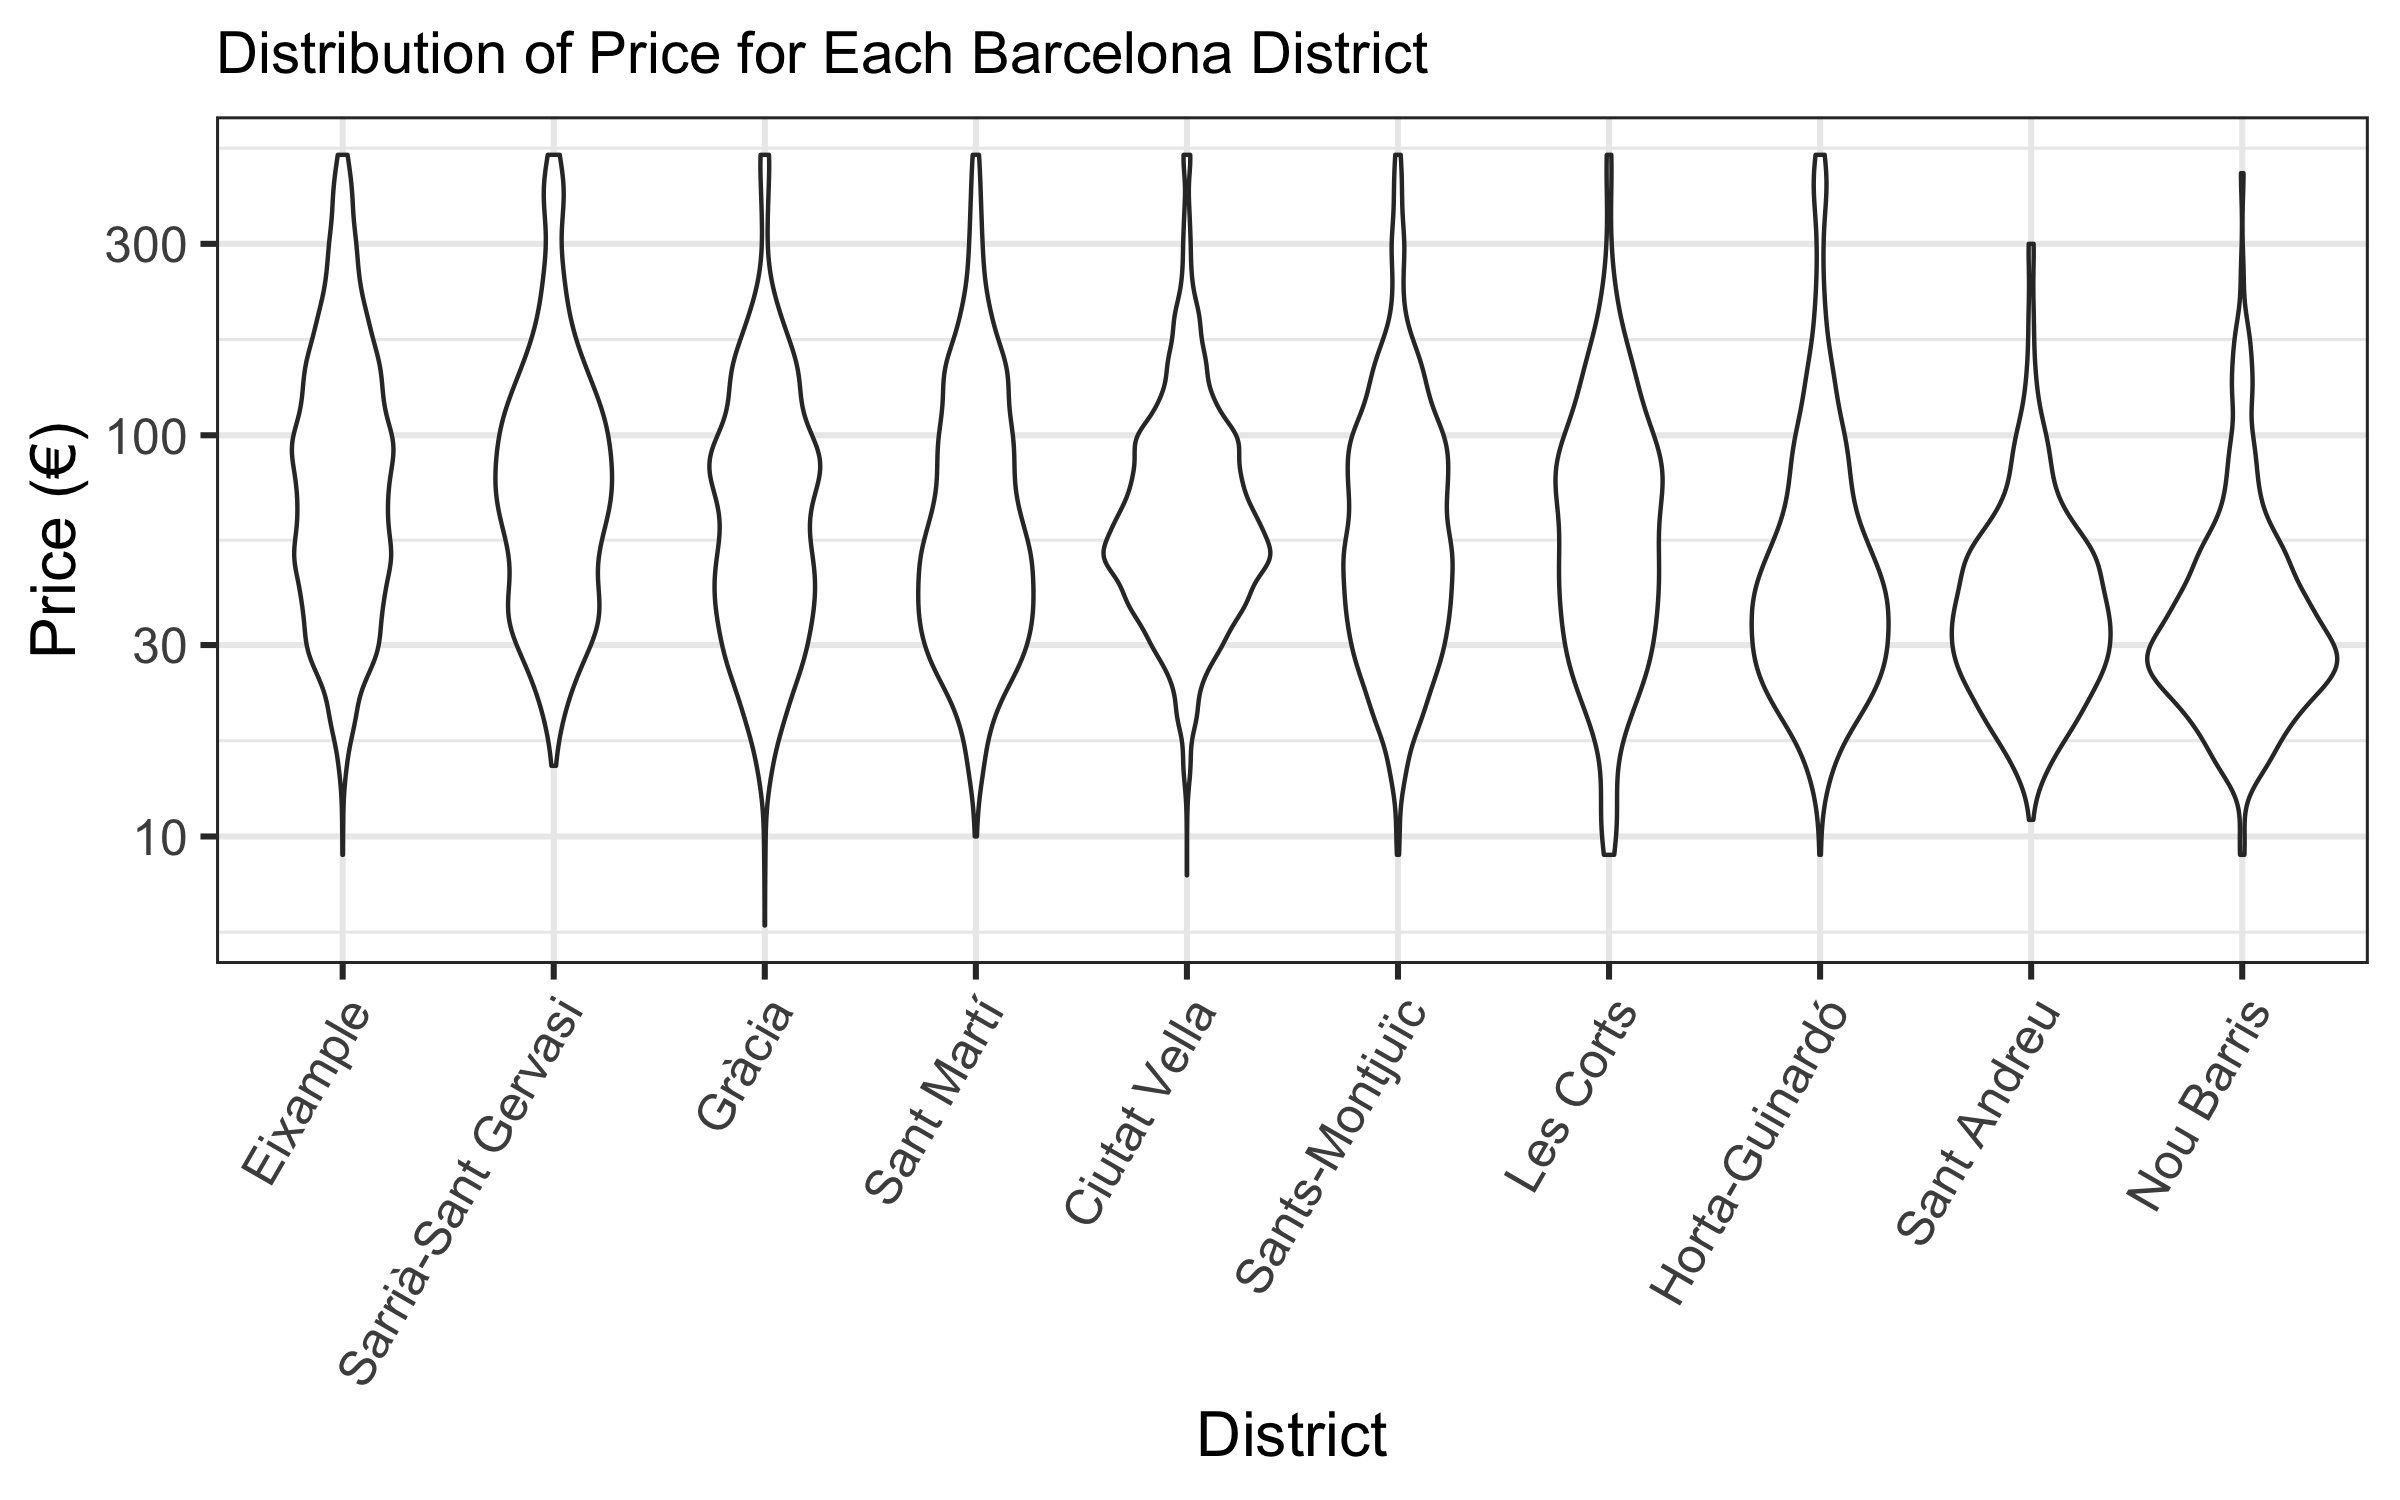 Distribution of Price for Each Barcelona District
Price (€)
300
100
30
10
Eixample
Sarrià-Sant Gervasi
Gràcia
Sant Martí
Ciutat Vella
Sants-Montjuïc
Les Corts
Horta-Guinardó
Sant Andreu
Nou Barris
District